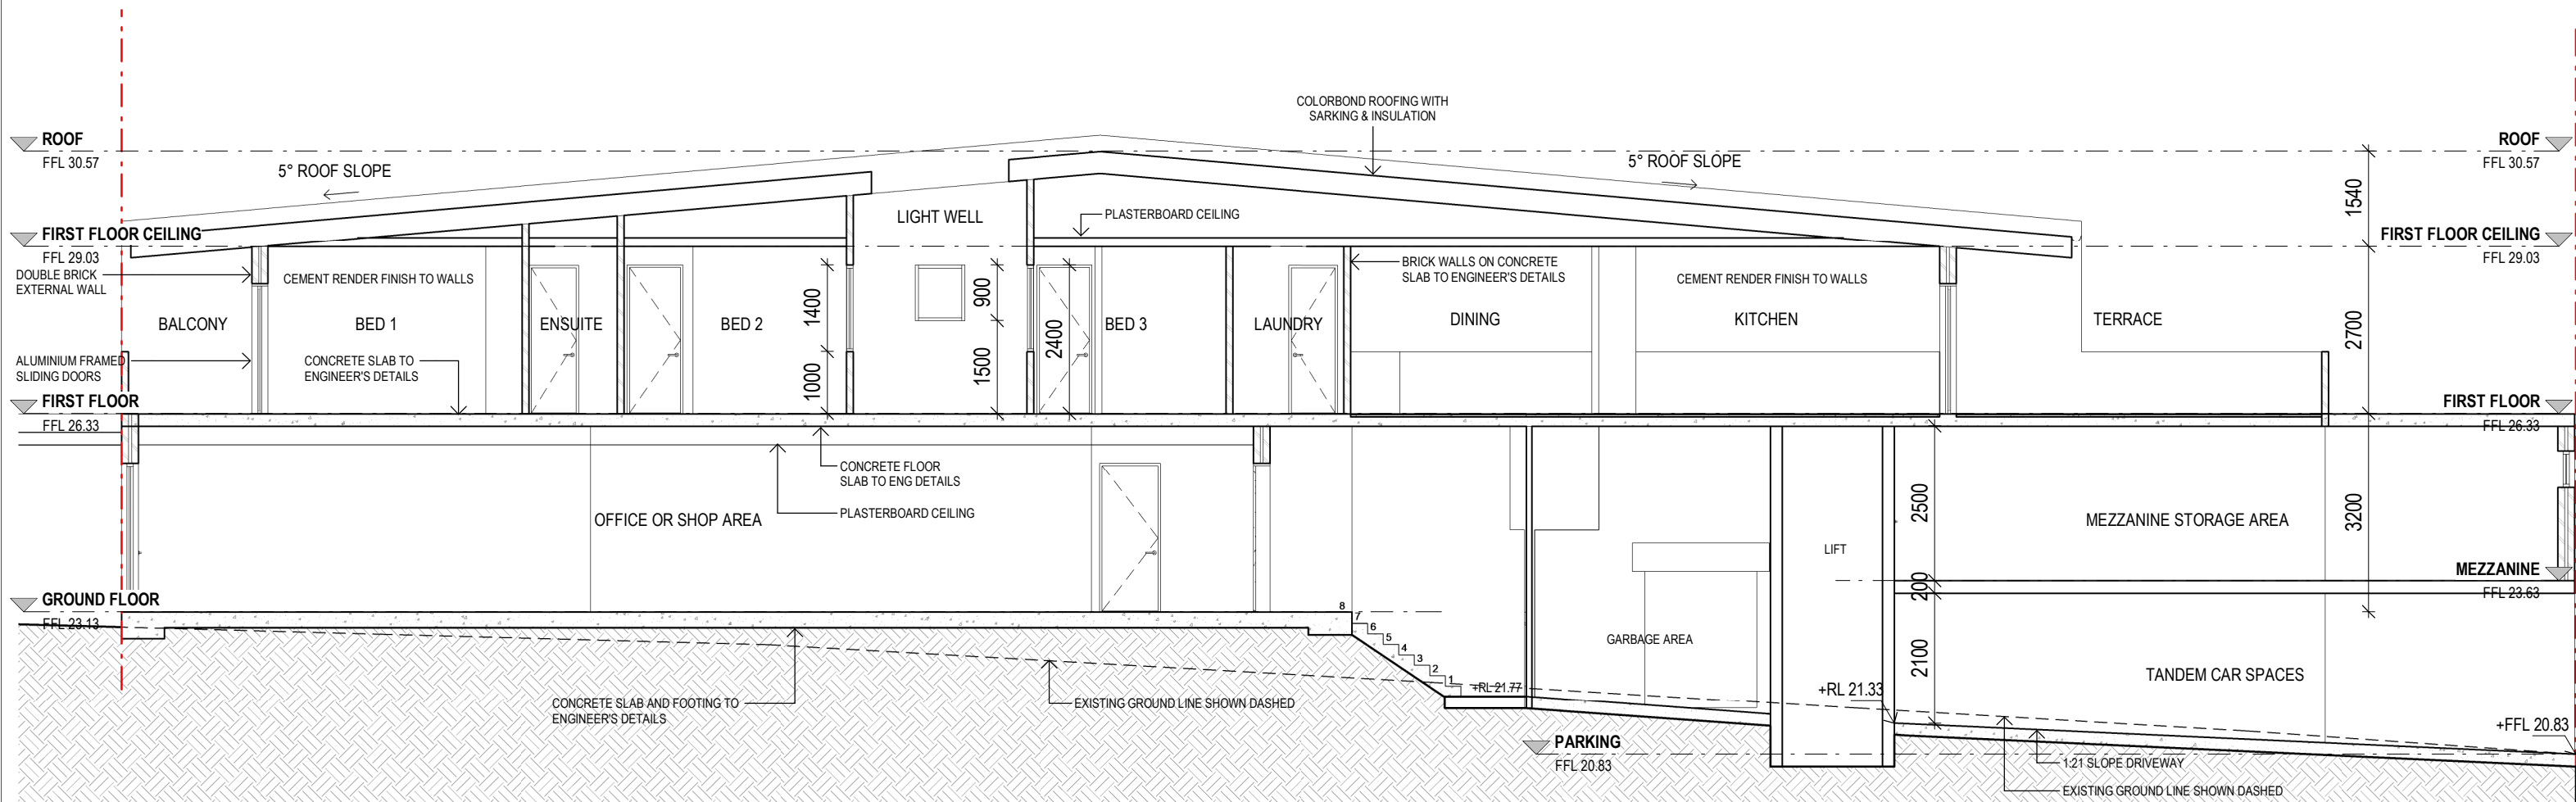 COLORBOND ROOFING WITH
SARKING & INSULATION
ROOF
FFL 30.57
5° ROOF SLOPE
5° ROOF SLOPE
ROOF
FFL 30.57
1540
LIGHT WELL
PLASTERBOARD CEILING
FIRST FLOOR CEILING
FFL 29.03
FIRST FLOOR CEILING
FFL 29.03
DOUBLE BRICK
EXTERNAL WALL
CEMENT RENDER FINISH TO WALLS
BRICK WALLS ON CONCRETE
SLAB TO ENGINEER'S DETAILS
CEMENT RENDER FINISH TO WALLS
BALCONY
BED 1
ENSUITE
BED 2
1400
1000
900
1500
2400
BED 3
LAUNDRY
DINING
KITCHEN
TERRACE
2700
ALUMINIUM FRAMED
SLIDING DOORS
CONCRETE SLAB TO
ENGINEER'S DETAILS
FIRST FLOOR
FFL 26.33
FIRST FLOOR
FFL 26.33
CONCRETE FLOOR
SLAB TO ENG DETAILS
PLASTERBOARD CEILING
OFFICE OR SHOP AREA
2500
MEZZANINE STORAGE AREA
3200
LIFT
MEZZANINE
FFL 23.63
200
GROUND FLOOR
FFL 23.13
8
7
6
5
4
3
2
1
GARBAGE AREA
2100
TANDEM CAR SPACES
+RL 21.77
+RL 21.33
CONCRETE SLAB AND FOOTING TO
ENGINEER'S DETAILS
EXISTING GROUND LINE SHOWN DASHED
+FFL 20.83
PARKING
FFL 20.83
1:21 SLOPE DRIVEWAY
EXISTING GROUND LINE SHOWN DASHED